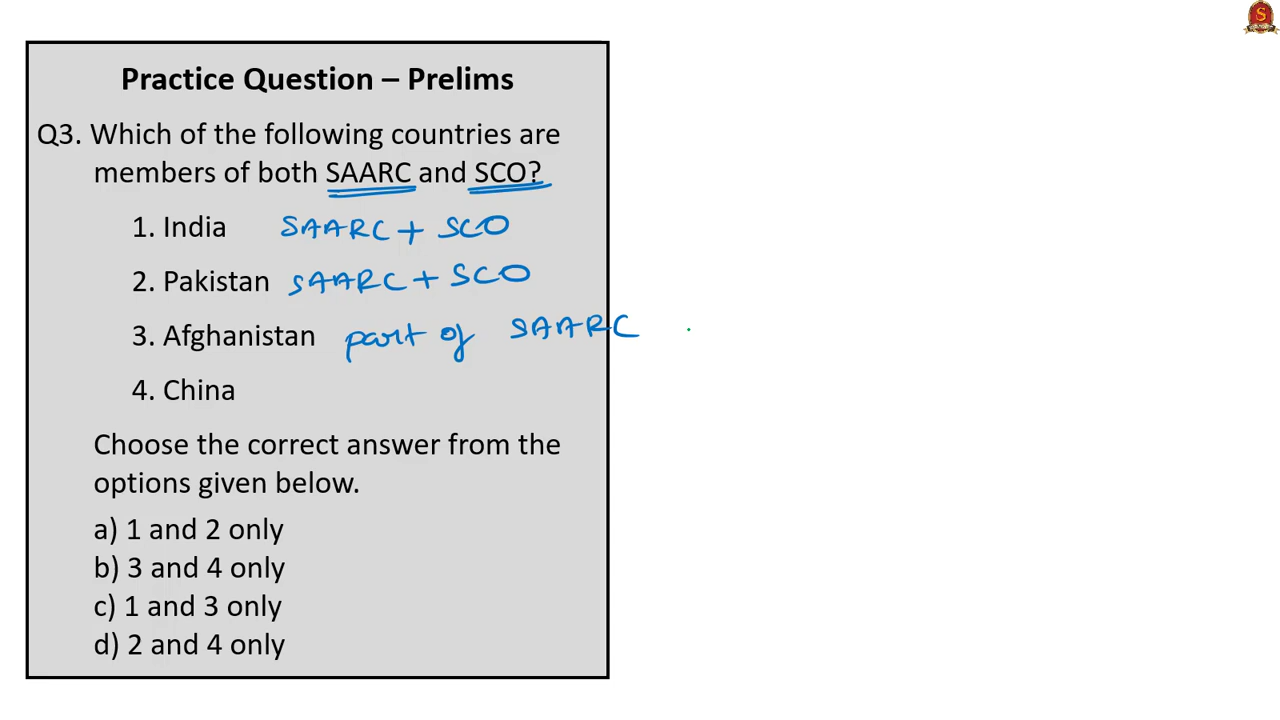 Practice Question – Prelims
Q3. Which of the following countries are
members of both SAARC and SCO?
1. India SAARC + SCO
2. Pakistan SAARC + SCO
3. Afghanistan part of SAARC
4. China
Choose the correct answer from the
options given below.
a) 1 and 2 only
b) 3 and 4 only
c) 1 and 3 only
d) 2 and 4 only
S